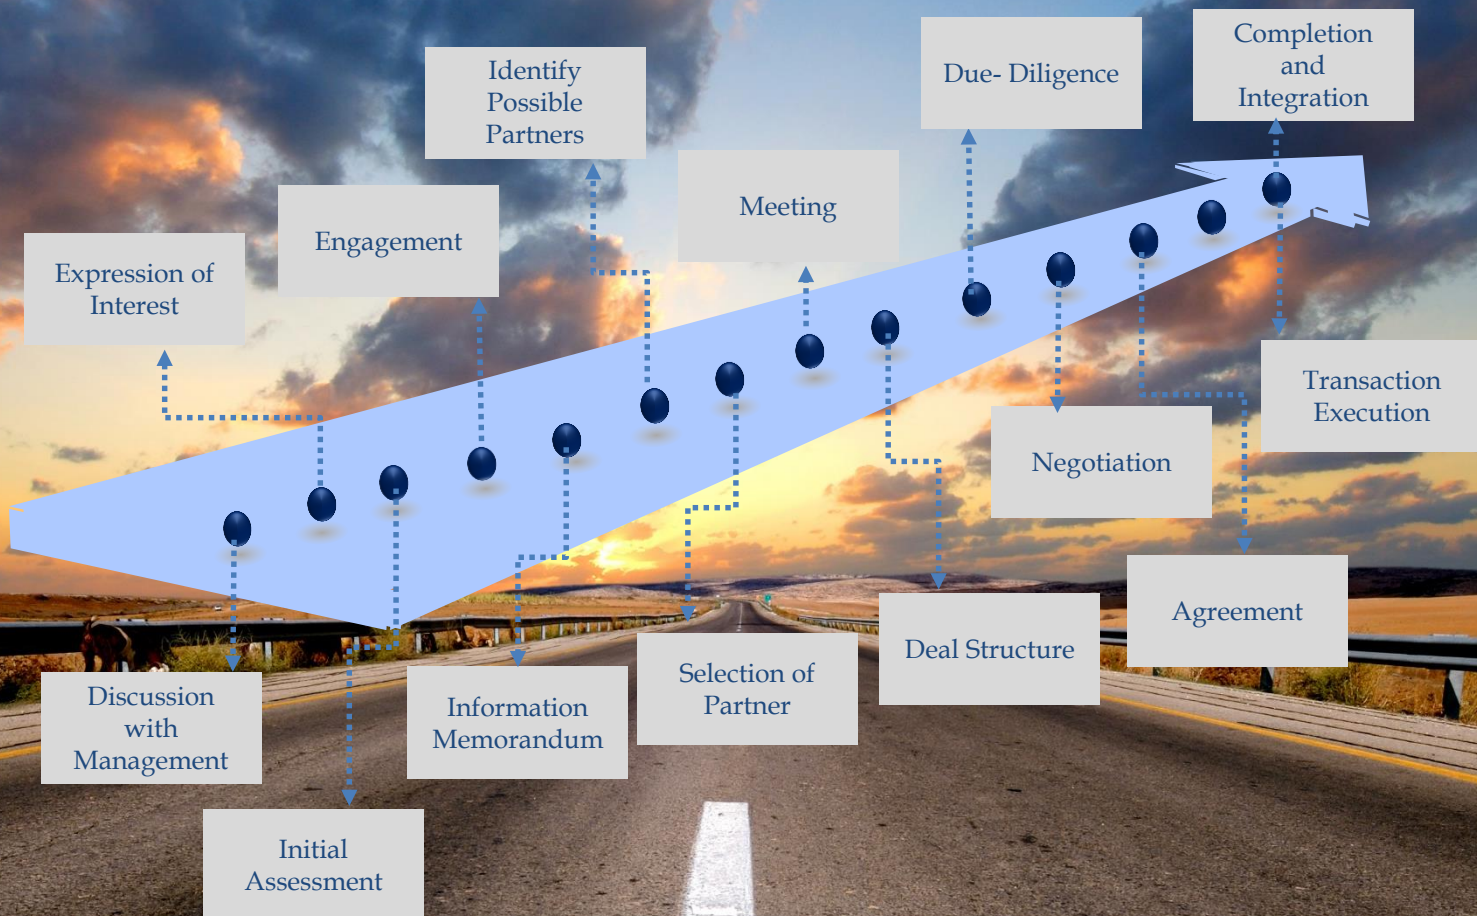 Discussion
with
Management
Expression of
Interest
Initial
Assessment
Engagement
Information
Memorandum
Identify
Possible
Partners
Selection of
Partner
Meeting
Deal Structure
Due- Diligence
Negotiation
Agreement
Transaction
Execution
Completion
and
Integration